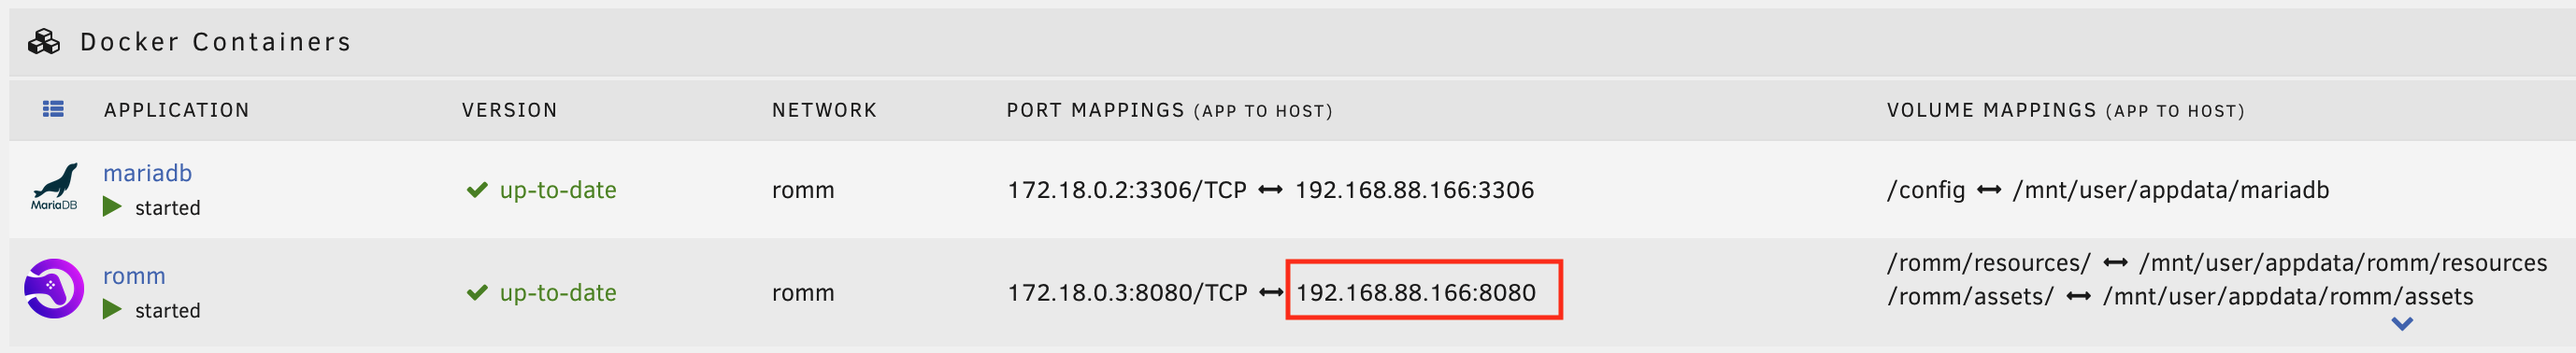 Docker Containers
APPLICATION VERSION NETWORK PORT MAPPINGS (APP TO HOST) VOLUME MAPPINGS (APP TO HOST)
MariaDB
mariadb
started
up-to-date
romm
172.18.0.2:3306/TCP ↔ 192.168.88.166:3306
/config ↔ /mnt/user/appdata/mariadb
romm
started
up-to-date
romm
172.18.0.3:8080/TCP ↔ 192.168.88.166:8080
/romm/resources/ ↔ /mnt/user/appdata/romm/resources
/romm/assets/ ↔ /mnt/user/appdata/romm/assets